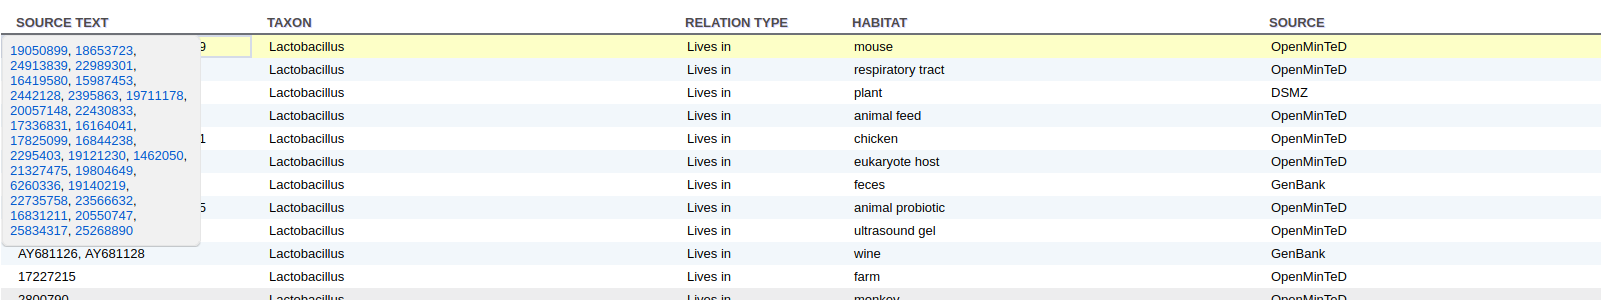 SOURCE TEXT TAXON RELATION TYPE HABITAT SOURCE
19050899, 18653723,
24913839, 22989301,
16419580, 15987453,
2442128, 2395863, 19711178,
20057148, 22430833,
17336831, 16164041,
17825099, 16844238,
2295403, 19121230, 1462050,
21327475, 19804649,
6260336, 19140219,
22735758, 23566632,
16831211, 20550747,
25834317, 25268890
9 Lactobacillus Lives in mouse OpenMinTeD
Lactobacillus Lives in respiratory tract OpenMinTeD
Lactobacillus Lives in plant DSMZ
Lactobacillus Lives in animal feed OpenMinTeD
1 Lactobacillus Lives in chicken OpenMinTeD
Lactobacillus Lives in eukaryote host OpenMinTeD
Lactobacillus Lives in feces GenBank
5 Lactobacillus Lives in animal probiotic OpenMinTeD
Lactobacillus Lives in ultrasound gel OpenMinTeD
AY681126, AY681128 Lactobacillus Lives in wine GenBank
17227215 Lactobacillus Lives in farm OpenMinTeD
2800790 Lactobacillus Lives in monkey OpenMinTeD